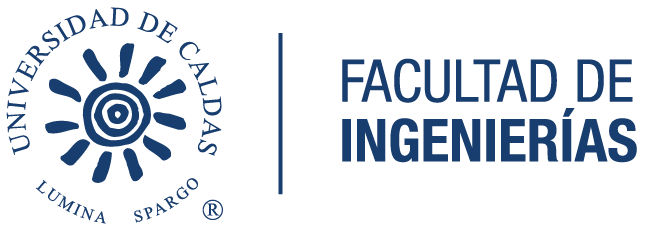 UNIVERSIDAD DE CALDAS
LUMINA SPARGO
®
FACULTAD DE
INGENIERÍAS